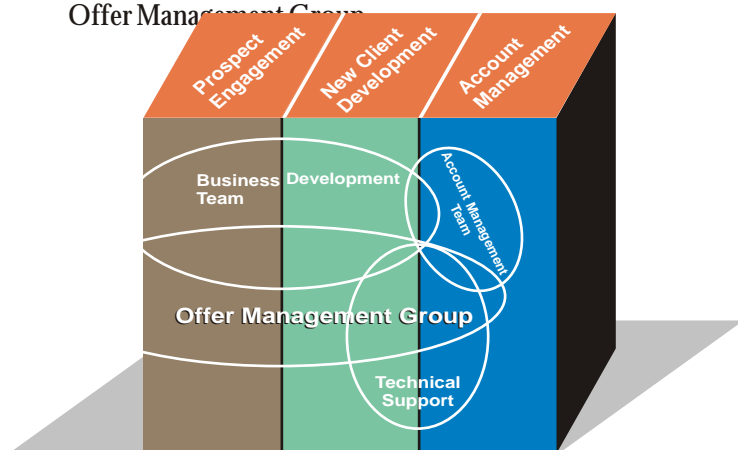 Offer Management Group
Prospect
Engagement
New Client
Development
Account
Management
Business Development
Team
Account Management
Team
Offer Management Group
Technical
Support